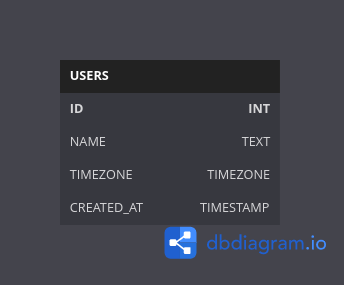 USERS
ID INT
NAME TEXT
TIMEZONE TIMEZONE
CREATED_AT TIMESTAMP
dbdiagram.io